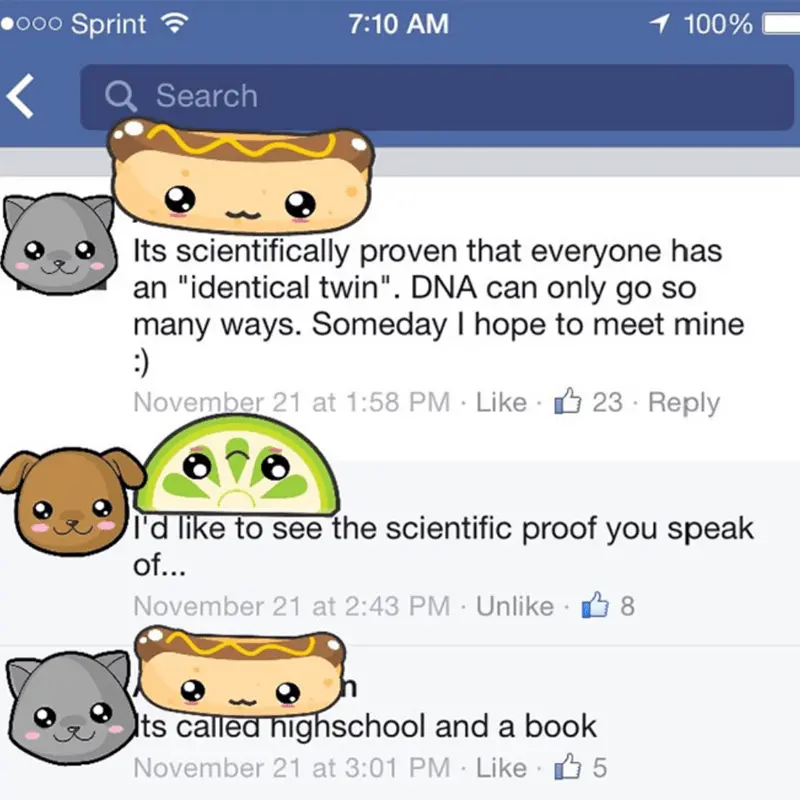 Sprint 7:10 AM 100%
Search
Its scientifically proven that everyone has
an "identical twin". DNA can only go so
many ways. Someday I hope to meet mine
:)
November 21 at 1:58 PM · Like · 23 · Reply
I'd like to see the scientific proof you speak
of...
November 21 at 2:43 PM · Unlike · 8
Its called highschool and a book
November 21 at 3:01 PM · Like · 5